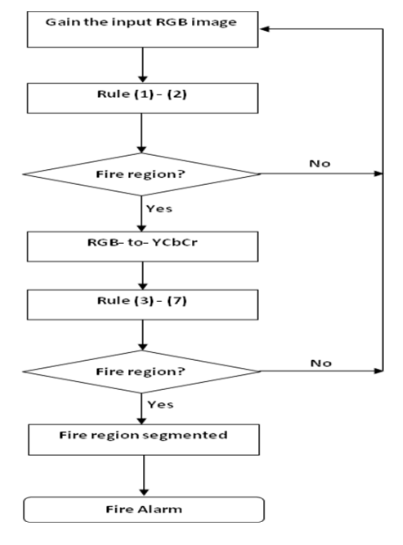 Gain the input RGB image
Rule (1) - (2)
Fire region?
No
Yes
RGB- to- YCbCr
Rule (3) - (7)
Fire region?
No
Yes
Fire region segmented
Fire Alarm